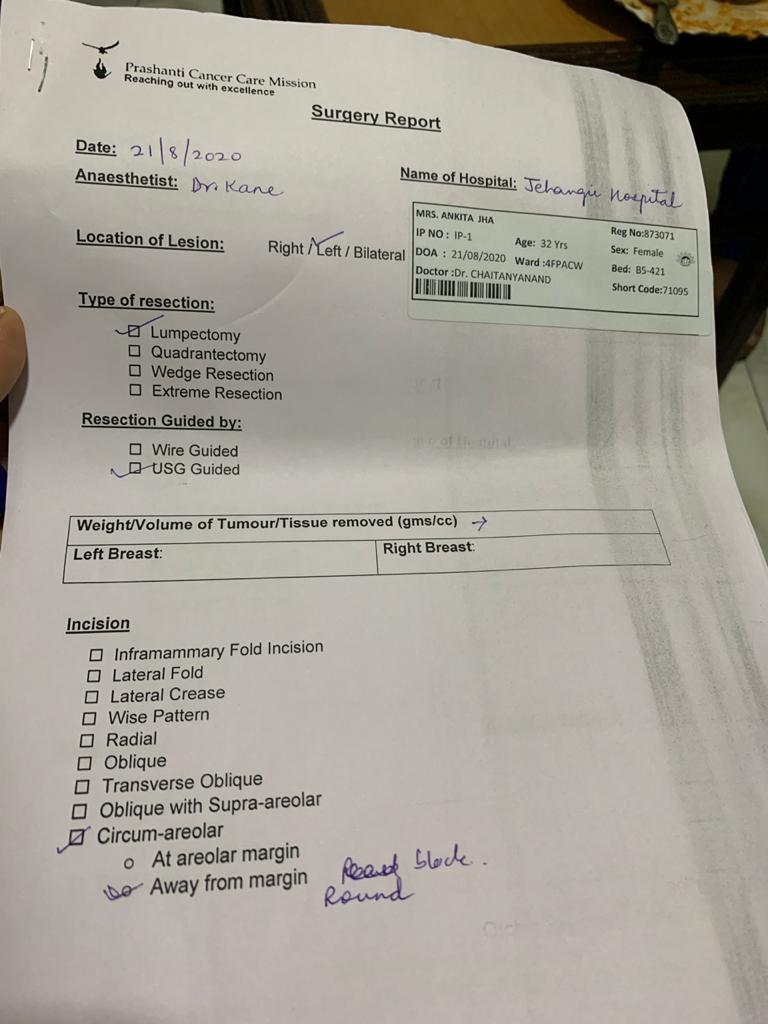 Prashanti Cancer Care Mission
Reaching out with excellence
Surgery Report
Date: 21/8/2020
Anaesthetist: Dr. Kane
Name of Hospital: Jehangir Hospital
MRS. ANKITA JHA
Reg No:873071
IP NO : IP-1
Age: 32 Yrs
Sex: Female
DOA : 21/08/2020
Ward :4FPACW
Bed: B5-421
Doctor :Dr. CHAITANYANAND
Short Code:71095
Location of Lesion: Right / Left / Bilateral
Type of resection:
Lumpectomy
Quadrantectomy
Wedge Resection
Extreme Resection
Resection Guided by:
Wire Guided
USG Guided
Weight/Volume of Tumour/Tissue removed (gms/cc) →
Left Breast:
Right Breast:
Incision
Inframammary Fold Incision
Lateral Fold
Lateral Crease
Wise Pattern
Radial
Oblique
Transverse Oblique
Oblique with Supra-areolar
Circum-areolar
At areolar margin
Away from margin
block.
Round